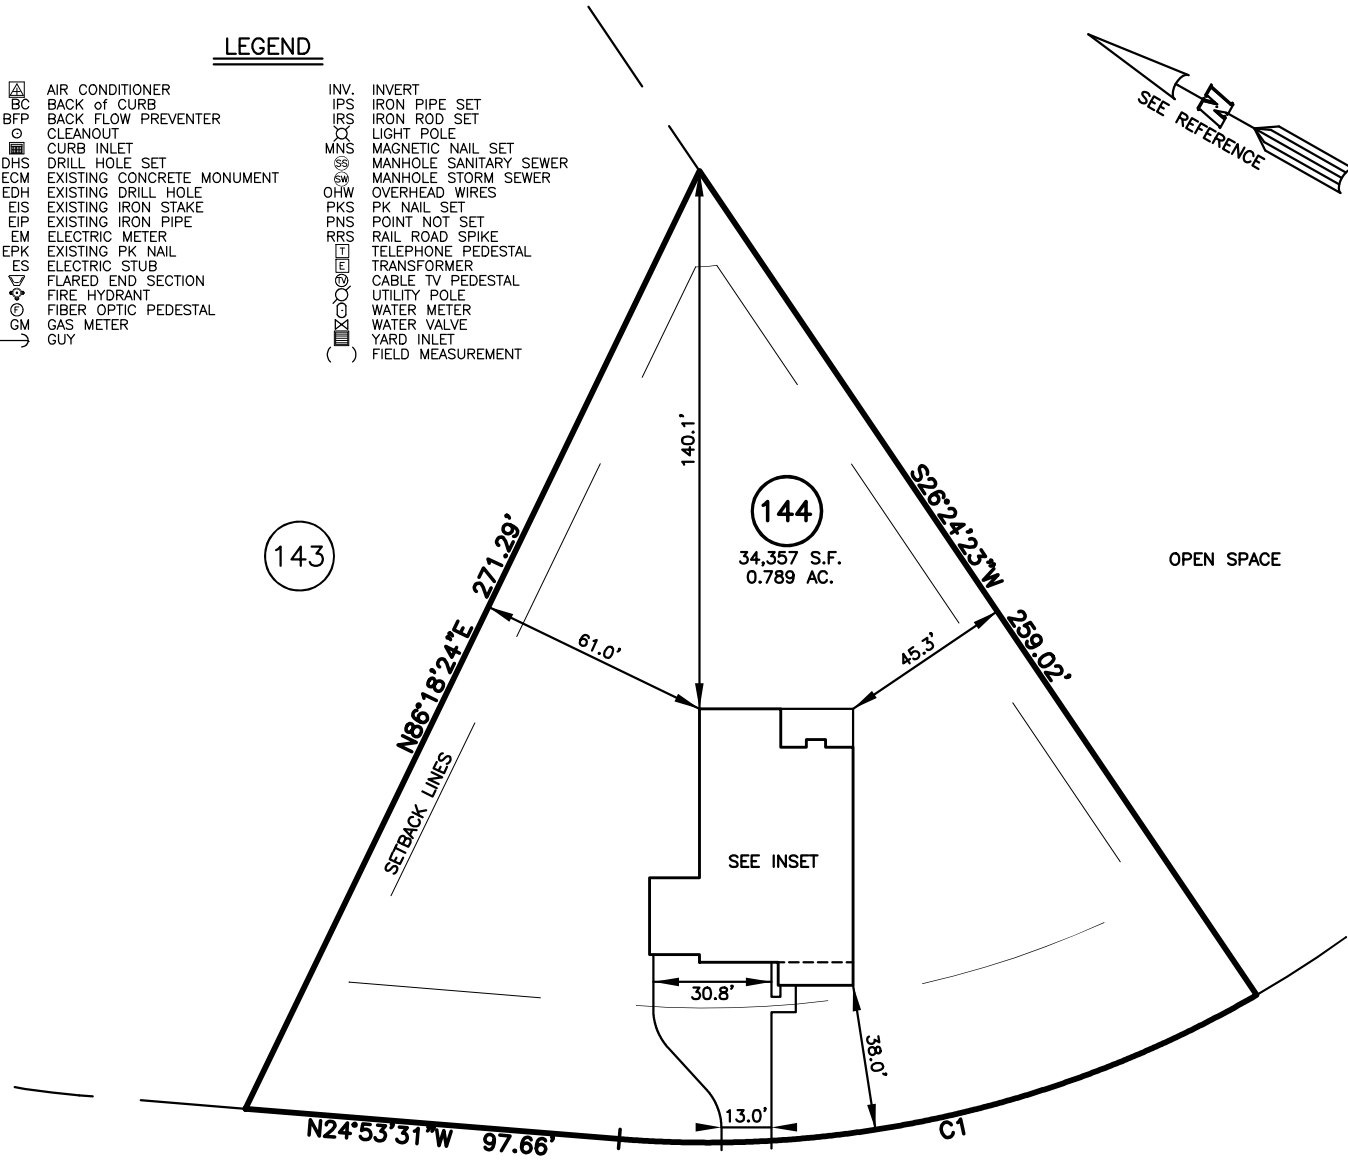 LEGEND
A AIR CONDITIONER
BC BACK of CURB
BFP BACK FLOW PREVENTER
CLEANOUT
CURB INLET
DHS DRILL HOLE SET
ECM EXISTING CONCRETE MONUMENT
EDH EXISTING DRILL HOLE
EIS EXISTING IRON STAKE
EIP EXISTING IRON PIPE
EM ELECTRIC METER
EPK EXISTING PK NAIL
ES ELECTRIC STUB
FLARED END SECTION
FIRE HYDRANT
F FIBER OPTIC PEDESTAL
GM GAS METER
GUY
INV. INVERT
IPS IRON PIPE SET
IRS IRON ROD SET
LIGHT POLE
MNS MAGNETIC NAIL SET
SS MANHOLE SANITARY SEWER
SW MANHOLE STORM SEWER
OHW OVERHEAD WIRES
PKS PK NAIL SET
PNS POINT NOT SET
RRS RAIL ROAD SPIKE
T TELEPHONE PEDESTAL
E TRANSFORMER
TV CABLE TV PEDESTAL
UTILITY POLE
WATER METER
WATER VALVE
YARD INLET
( ) FIELD MEASUREMENT
N
SEE REFERENCE
140.1'
144
34,357 S.F.
0.789 AC.
143
OPEN SPACE
N86°18'24"E 271.29'
S26°24'23"W 259.02'
61.0'
45.3'
SETBACK LINES
SEE INSET
30.8'
38.0'
13.0'
N24°53'31"W 97.66'
C1